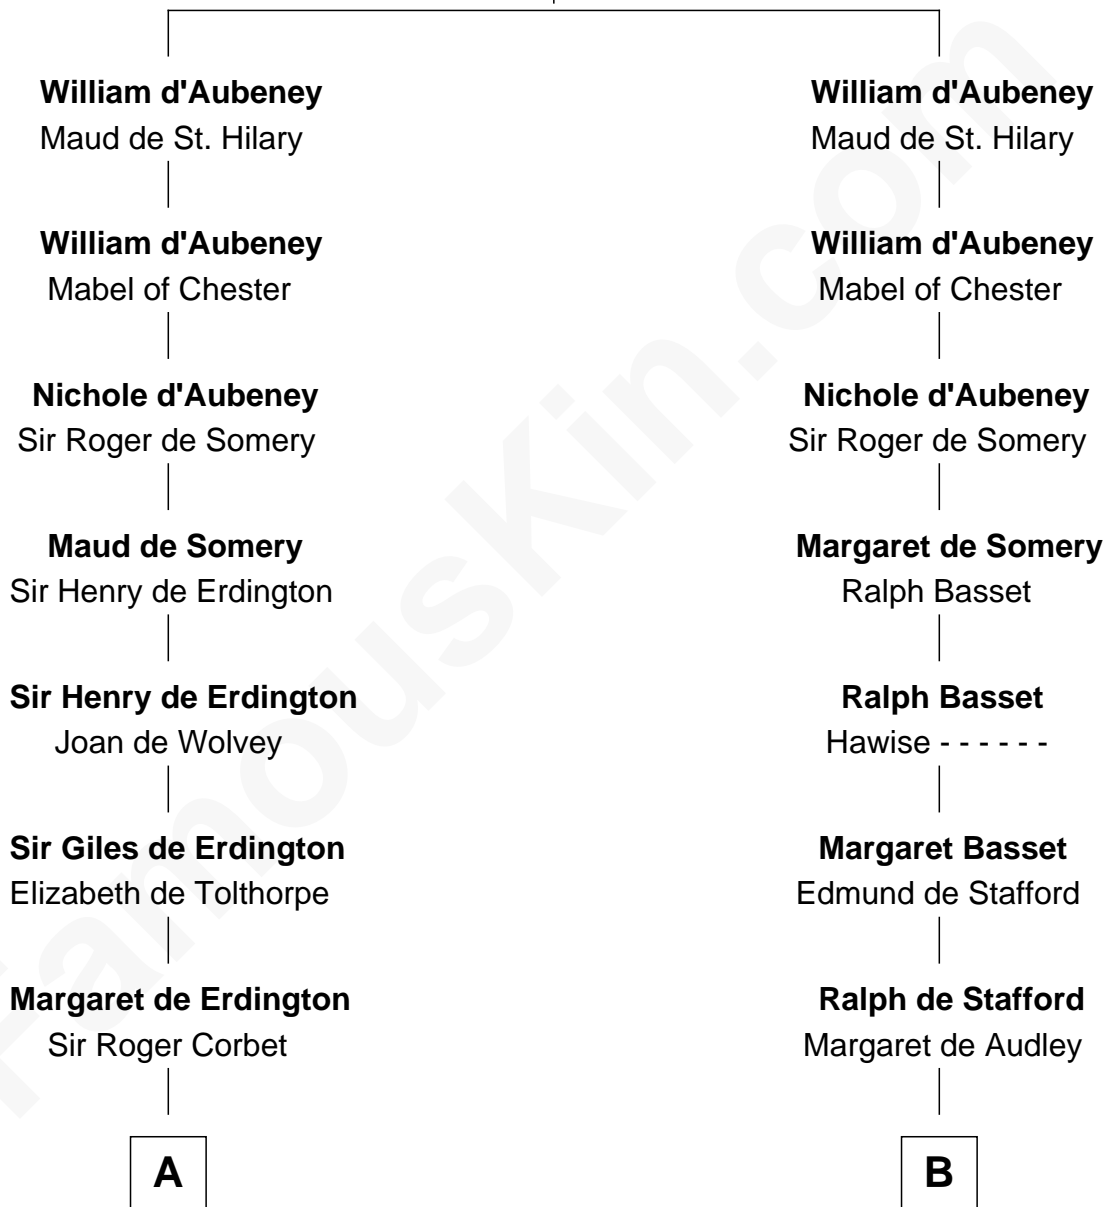 William d'Aubeney
Maud de St. Hilary
William d'Aubeney
Mabel of Chester
Nichole d'Aubeney
Sir Roger de Somery
Maud de Somery
Sir Henry de Erdington
Sir Henry de Erdington
Joan de Wolvey
Sir Giles de Erdington
Elizabeth de Tolthorpe
Margaret de Erdington
Sir Roger Corbet
A
William d'Aubeney
Maud de St. Hilary
William d'Aubeney
Mabel of Chester
Nichole d'Aubeney
Sir Roger de Somery
Margaret de Somery
Ralph Basset
Ralph Basset
Hawise - - - - - -
Margaret Basset
Edmund de Stafford
Ralph de Stafford
Margaret de Audley
B
FamousKin.com